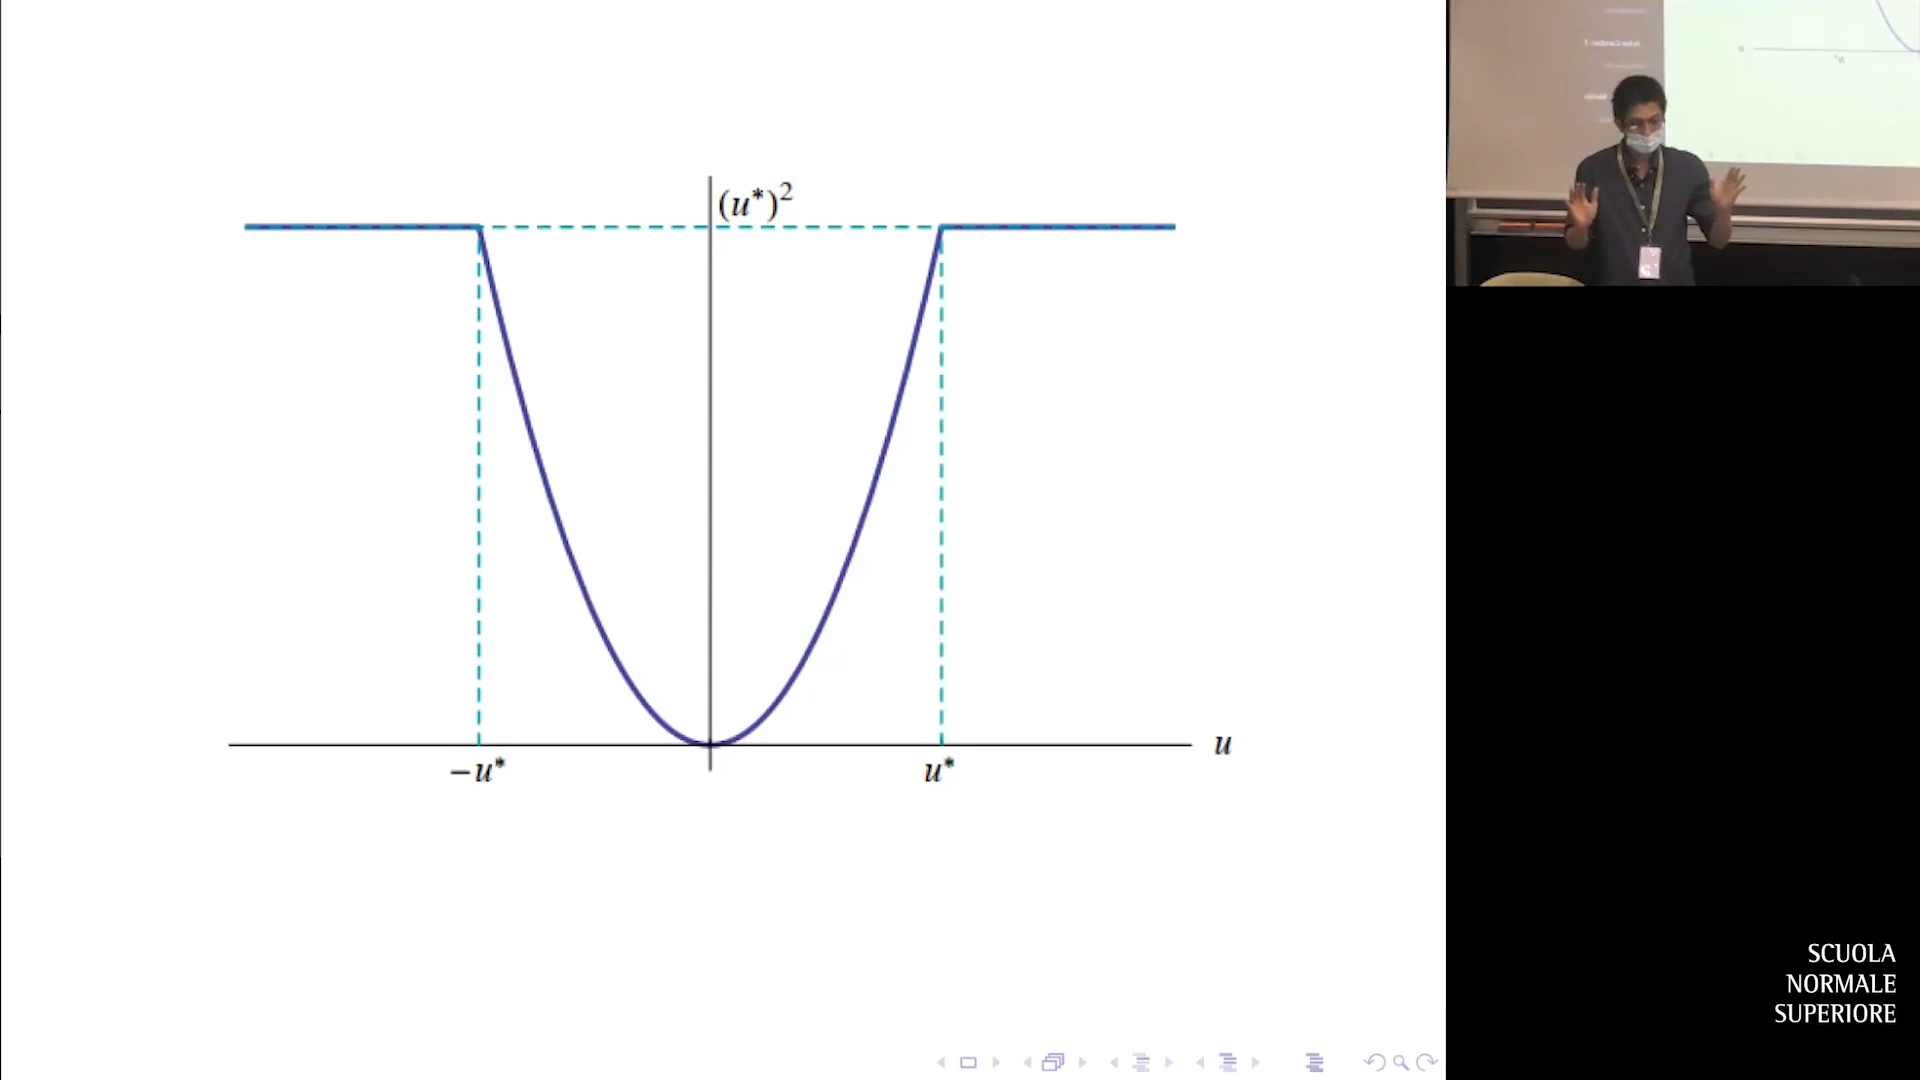 (u*)²
u
−u*
u*
SCUOLA
NORMALE
SUPERIORE